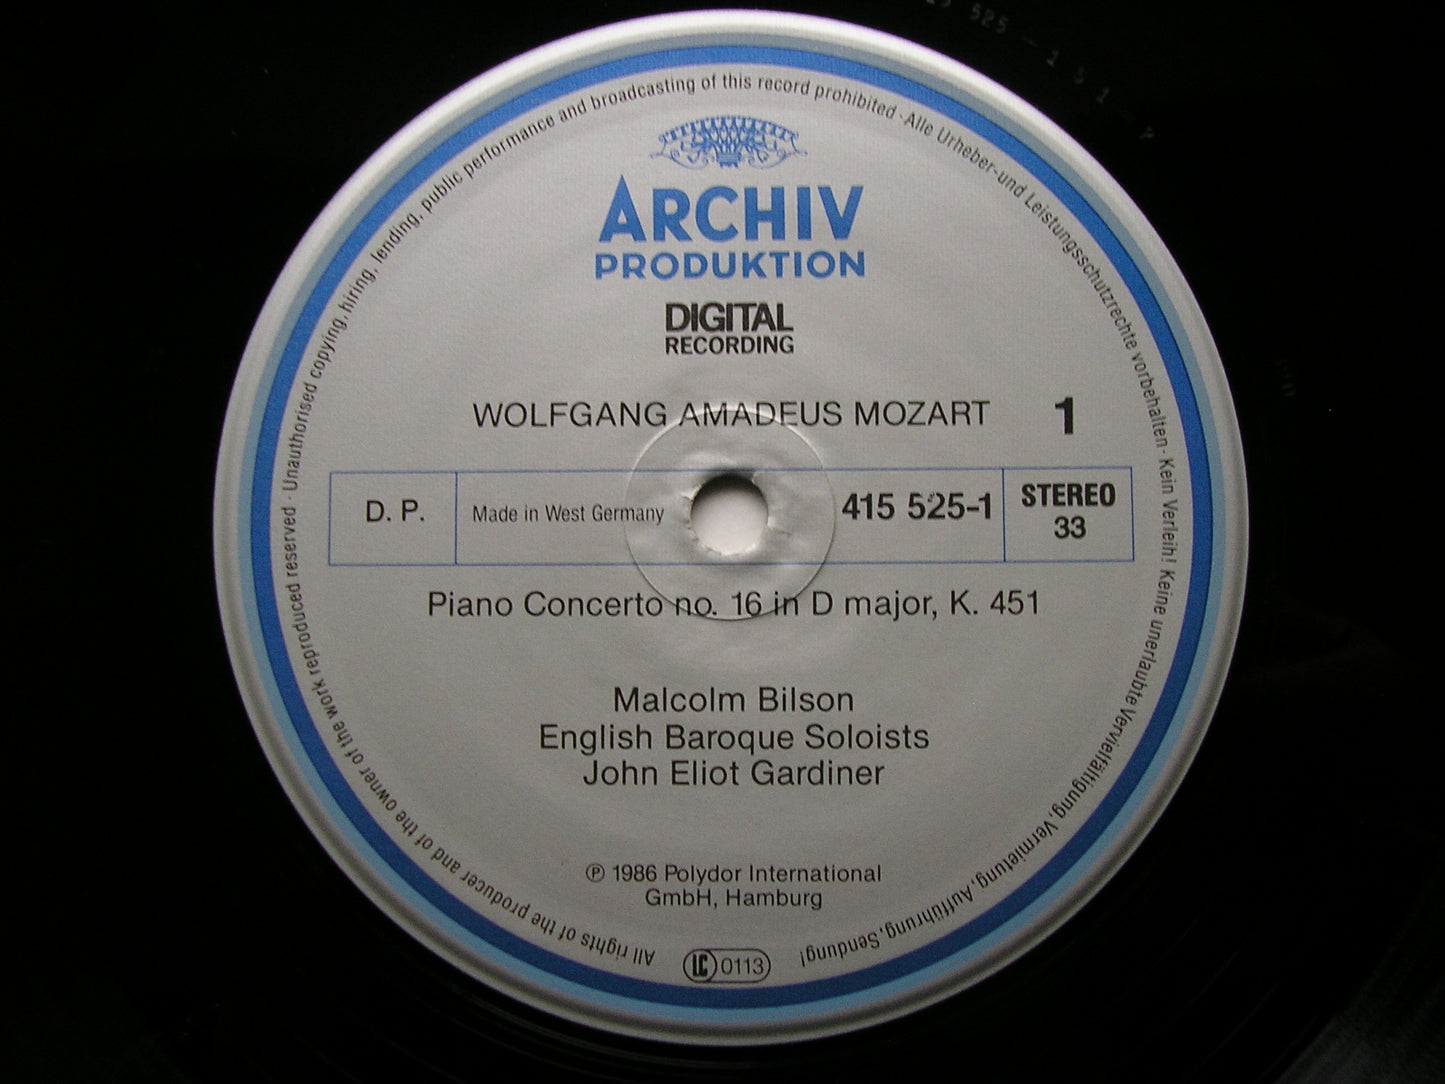 All rights of the producer and of the owner of the work reproduced reserved · Unauthorised copying, hiring, lending, public performance and broadcasting of this record prohibited · Alle Urheber- und Leistungsschutzrechte vorbehalten · Kein Verleih! Keine unerlaubte Vervielfältigung, Vermietung, Aufführung, Sendung!
ARCHIV
PRODUKTION
DIGITAL
RECORDING
WOLFGANG AMADEUS MOZART 1
D. P. Made in West Germany 415 525-1 STEREO
33
Piano Concerto no. 16 in D major, K. 451
Malcolm Bilson
English Baroque Soloists
John Eliot Gardiner
℗ 1986 Polydor International
GmbH, Hamburg
LC 0113